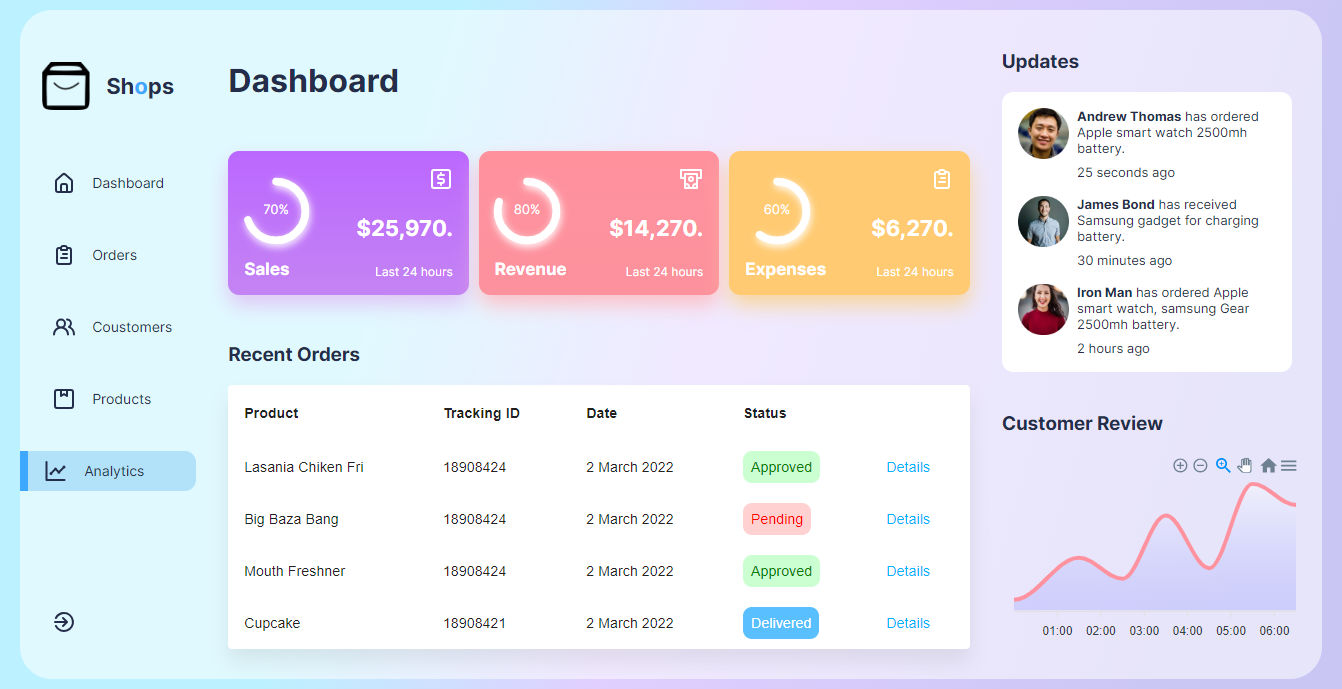 Shops
Dashboard
Orders
Coustomers
Products
Analytics
Dashboard
70%
$25,970.
Sales
Last 24 hours
80%
$14,270.
Revenue
Last 24 hours
60%
$6,270.
Expenses
Last 24 hours
Recent Orders
Product Tracking ID Date Status
Lasania Chiken Fri 18908424 2 March 2022 Approved Details
Big Baza Bang 18908424 2 March 2022 Pending Details
Mouth Freshner 18908424 2 March 2022 Approved Details
Cupcake 18908421 2 March 2022 Delivered Details
Updates
Andrew Thomas has ordered
Apple smart watch 2500mh
battery.
25 seconds ago
James Bond has received
Samsung gadget for charging
battery.
30 minutes ago
Iron Man has ordered Apple
smart watch, samsung Gear
2500mh battery.
2 hours ago
Customer Review
01:00 02:00 03:00 04:00 05:00 06:00